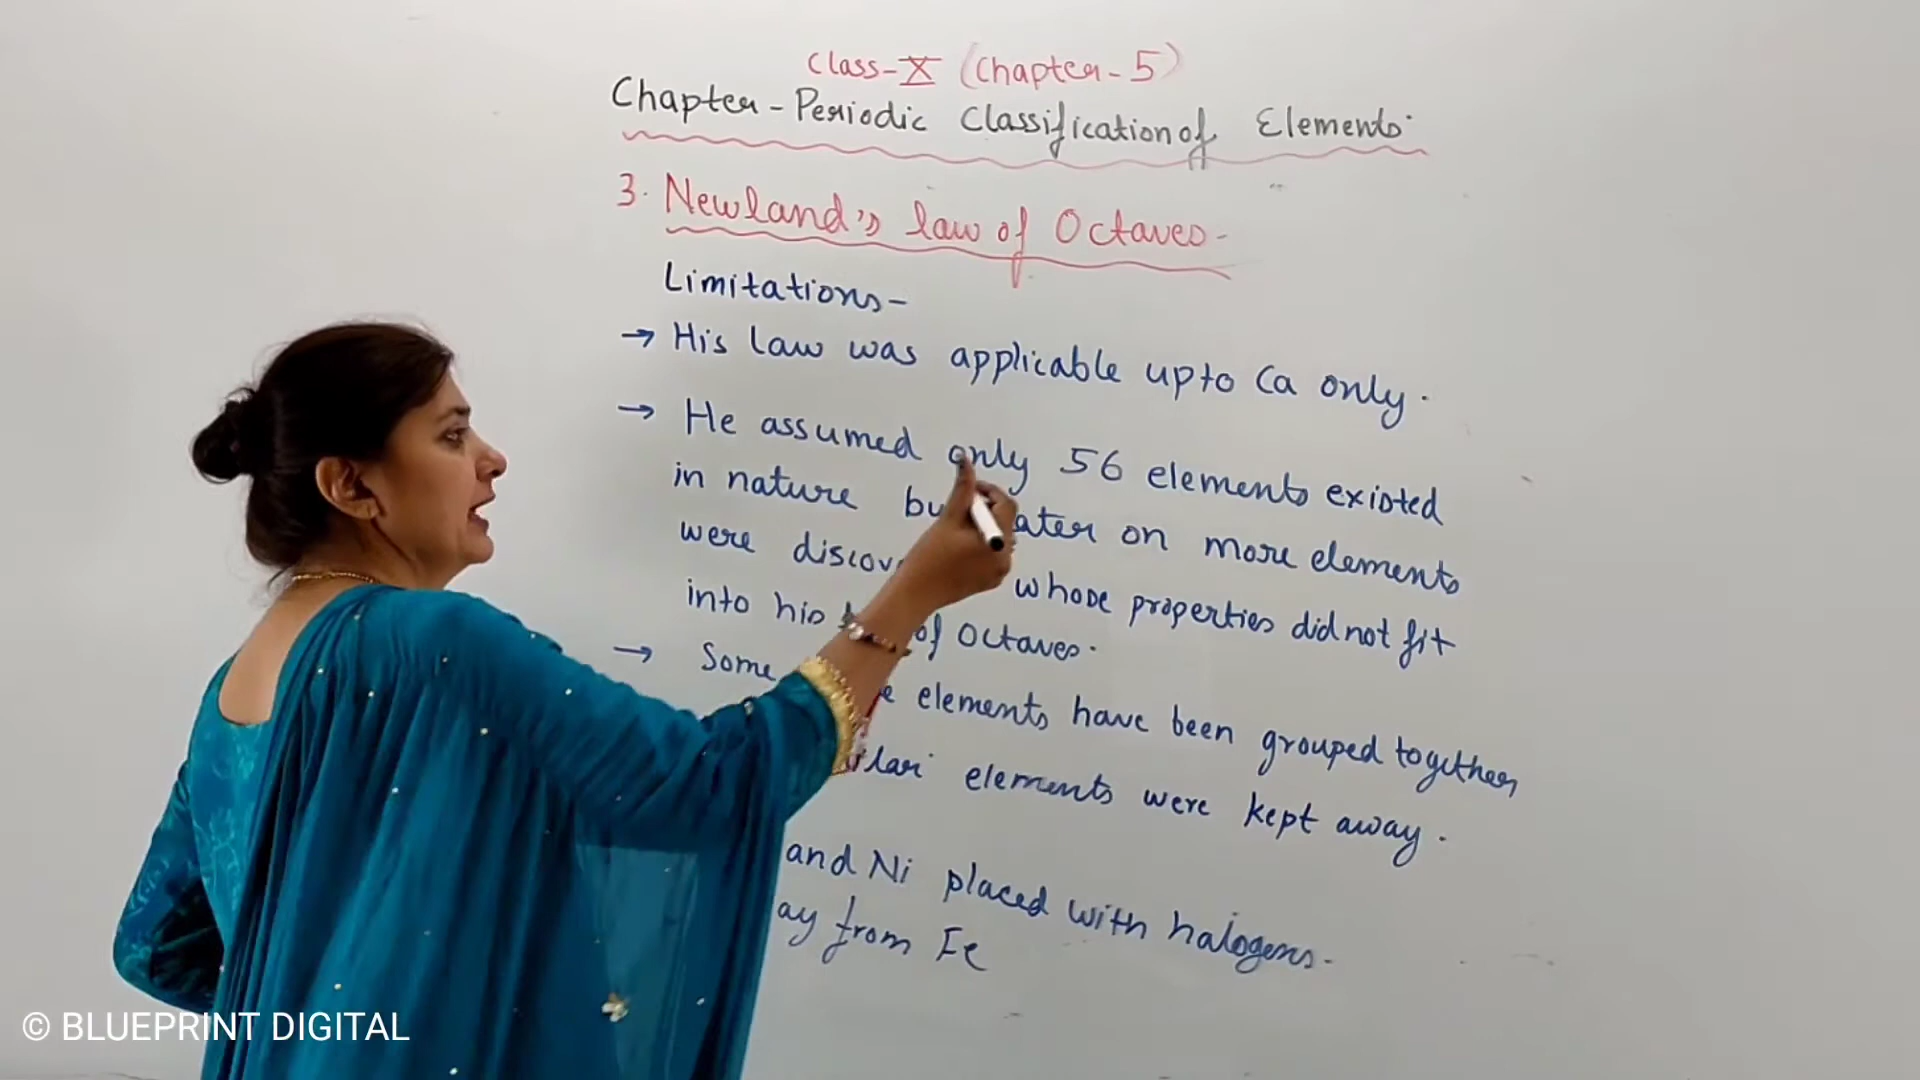 Class-X (Chapter-5)
Chapter-Periodic Classification of Elements.
3. Newland's law of Octaves-
Limitations-
→ His law was applicable upto Ca only.
→ He assumed only 56 elements existed
in nature but later on more elements
were discov whose properties did not fit
into his of Octaves.
→ Some elements have been grouped together
elements were kept away.
and Ni placed with halogens.
ay from Fe
© BLUEPRINT DIGITAL